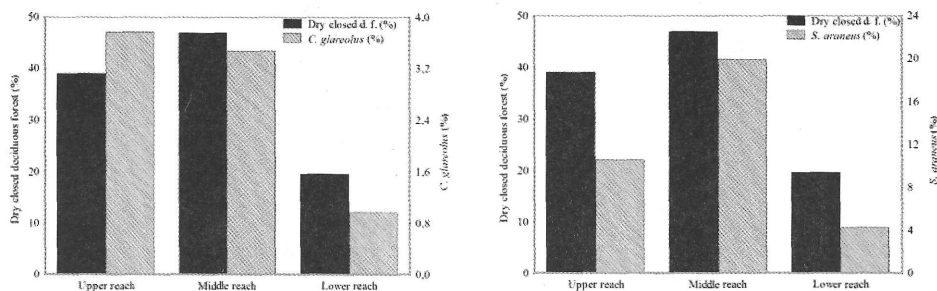 50
40
30
20
10
0
Dry closed deciduous forest (%)
Dry closed d. f. (%)
C. glareolus (%)
4,0
3,2
2,4
1,6
0,8
0,0
C. glareolus (%)
Upper reach
Middle reach
Lower reach
50
40
30
20
10
0
Dry closed deciduous forest (%)
Dry closed d. f. (%)
S. araneus (%)
24
20
16
12
8
4
0
S. araneus (%)
Upper reach
Middle reach
Lower reach